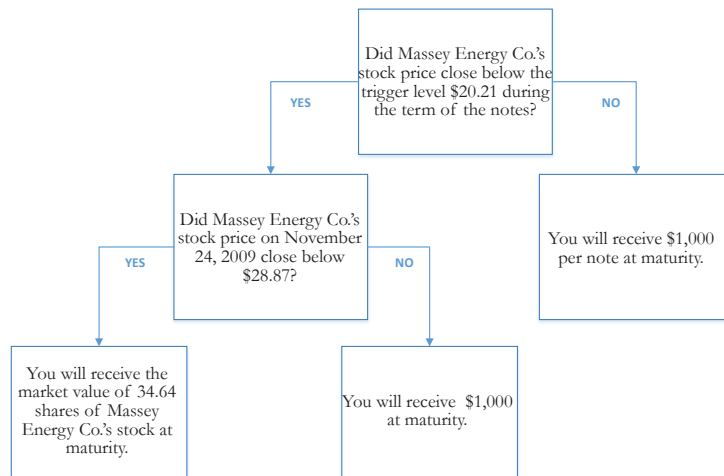 Did Massey Energy Co.'s
stock price close below the
trigger level $20.21 during
the term of the notes?
YES
NO
Did Massey Energy Co.'s
stock price on November
24, 2009 close below
$28.87?
You will receive $1,000
per note at maturity.
YES
NO
You will receive the
market value of 34.64
shares of Massey
Energy Co.'s stock at
maturity.
You will receive $1,000
at maturity.